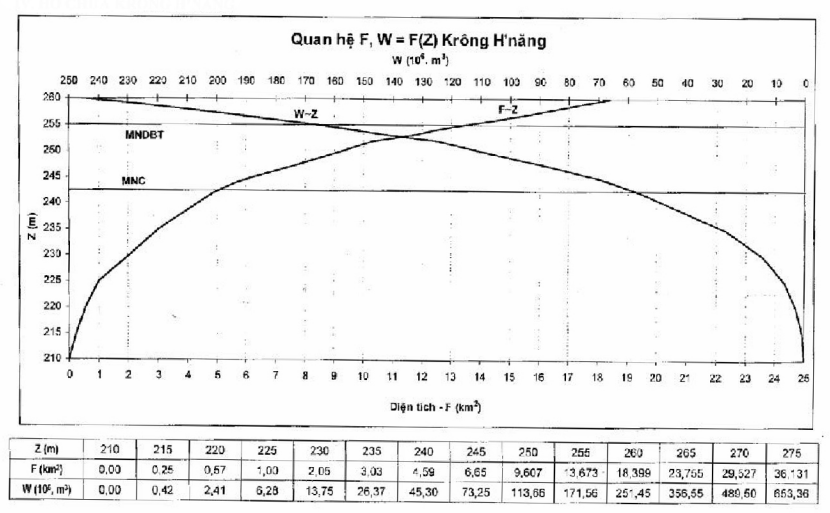 Quan hệ F, W = F(Z) Krông H'năng
W (10⁶. m³)
250 240 230 220 210 200 190 180 170 160 150 140 130 120 110 100 90 80 70 60 50 40 30 20 10 0
260
255
250
245
240
235
230
225
220
215
210
Z (m)
W~Z
F~Z
MNDBT
MNC
0 1 2 3 4 5 6 7 8 9 10 11 12 13 14 15 16 17 18 19 20 21 22 23 24 25
Diện tích - F (km²)
Z (m) 210 215 220 225 230 235 240 245 250 255 260 265 270 275
F (km²) 0,00 0,25 0,57 1,00 2,05 3,03 4,59 6,65 9,607 13,673 18,399 23,755 29,527 36,131
W (10⁶, m³) 0,00 0,42 2,41 6,28 13,75 26,37 45,30 73,25 113,66 171,56 251,45 356,55 489,50 653,36